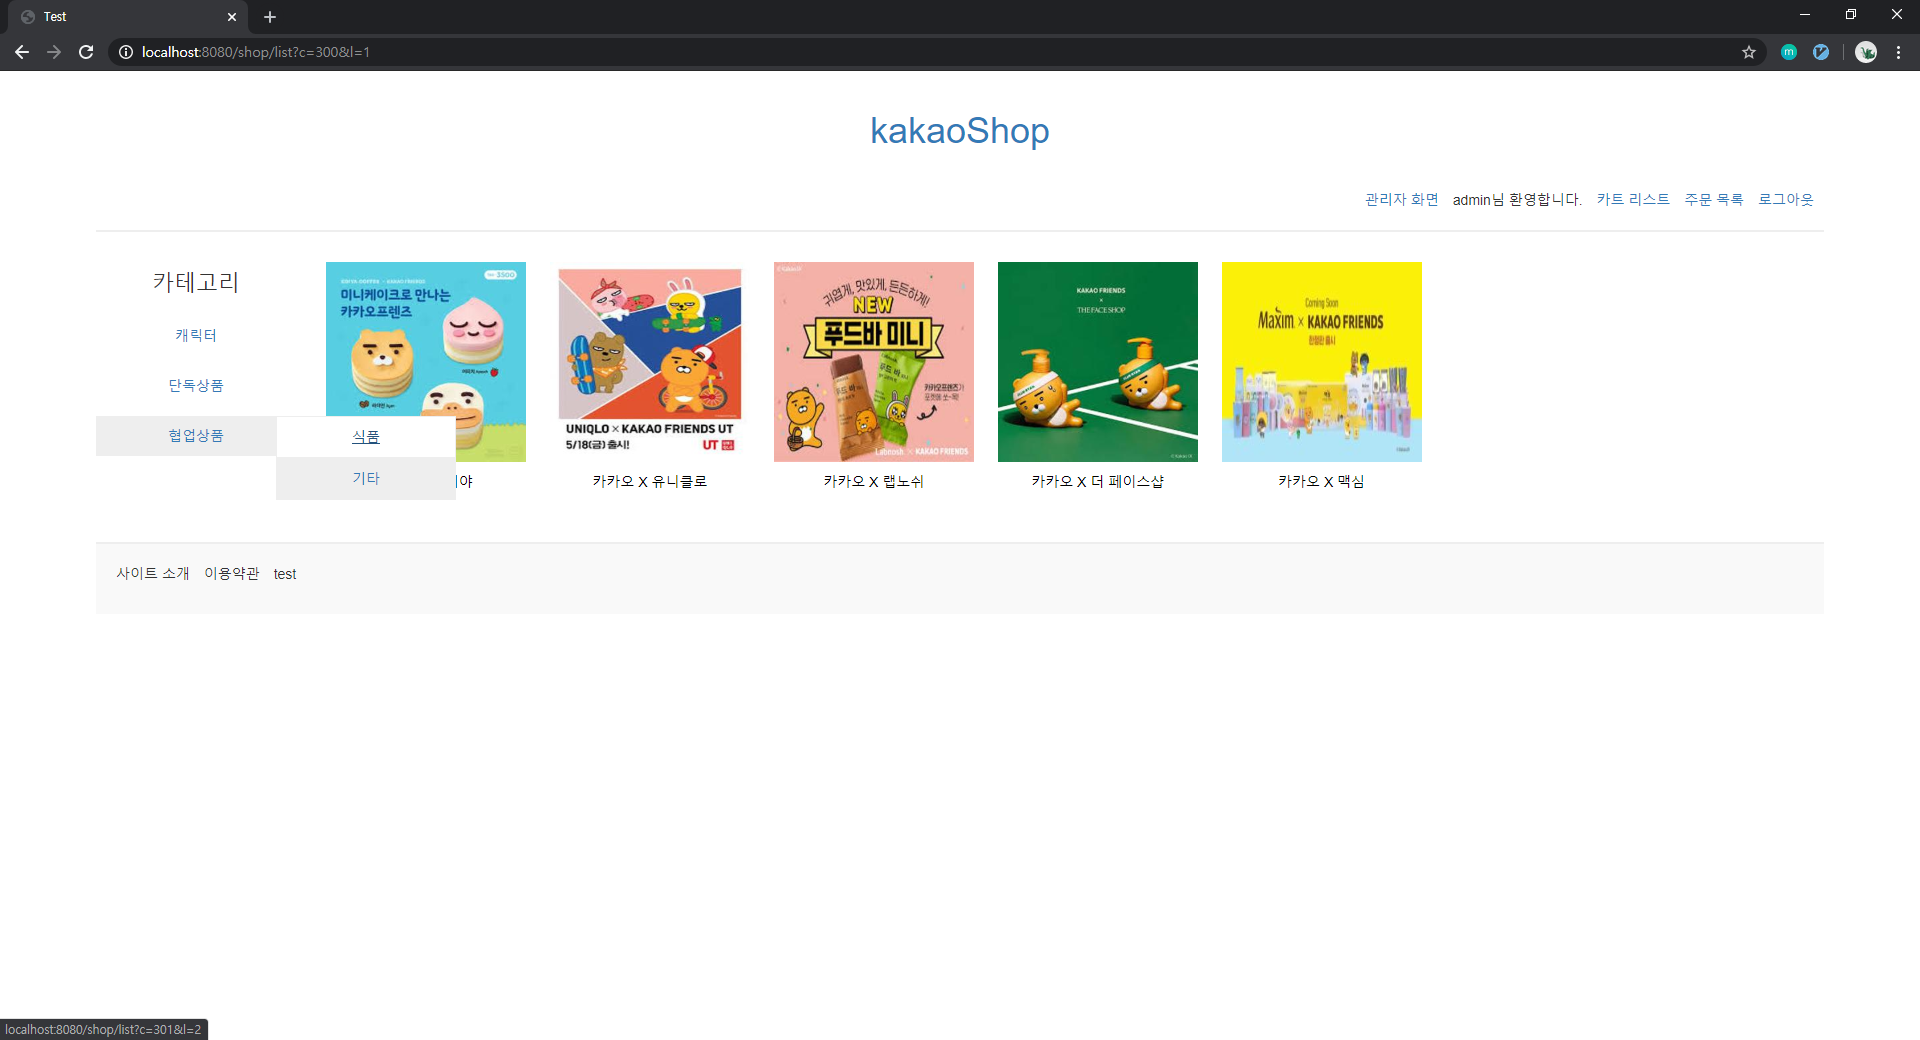 Test
localhost:8080/shop/list?c=300&l=1
kakaoShop
관리자 화면 admin님 환영합니다. 카트 리스트 주문 목록 로그아웃
카테고리
캐릭터
단독상품
협업상품
식품
기타
3500
미니케이크로 만나는
카카오프렌즈
UNIQLO × KAKAO FRIENDS UT
5/18(금) 출시!
UT
귀엽게, 맛있게, 든든하게!
NEW
푸드바 미니
Labnosh × KAKAO FRIENDS
KAKAO FRIENDS
×
THE FACE SHOP
Coming Soon
Maxim × KAKAO FRIENDS
한정판 출시
야
카카오 X 유니클로
카카오 X 랩노쉬
카카오 X 더 페이스샵
카카오 X 맥심
사이트 소개 이용약관 test
localhost:8080/shop/list?c=301&l=2